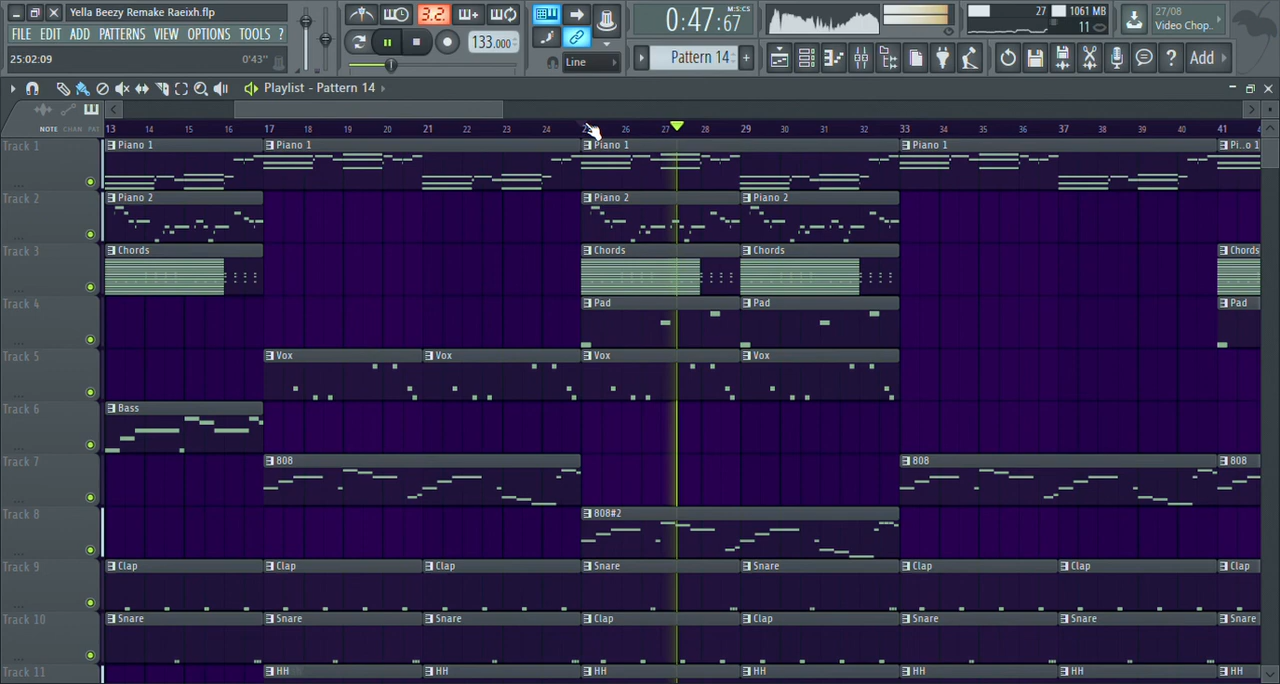 Yella Beezy Remake Raeixh.flp
FILE EDIT ADD PATTERNS VIEW OPTIONS TOOLS ?
25:02:09 0'43"
3.2.
133.000
Line
0:47:67 M:S:CS
Pattern 14
27 1061 MB
11
27/08
Video Chop..
Add
Playlist - Pattern 14
NOTE CHAN PAT
13 14 15 16 17 18 19 20 21 22 23 24 26 27 28 29 30 31 32 33 34 35 36 37 38 39 40 41
Track 1 Piano 1 Piano 1 Piano 1 Piano 1 Pi..o 1
Track 2 Piano 2 Piano 2 Piano 2
Track 3 Chords Chords Chords Chords
Track 4 Pad Pad Pad
Track 5 Vox Vox Vox Vox
Track 6 Bass
Track 7 808 808 808
Track 8 808#2
Track 9 Clap Clap Clap Snare Snare Clap Clap Clap
Track 10 Snare Snare Snare Clap Clap Snare Snare Snare
Track 11 HH HH HH HH HH HH HH